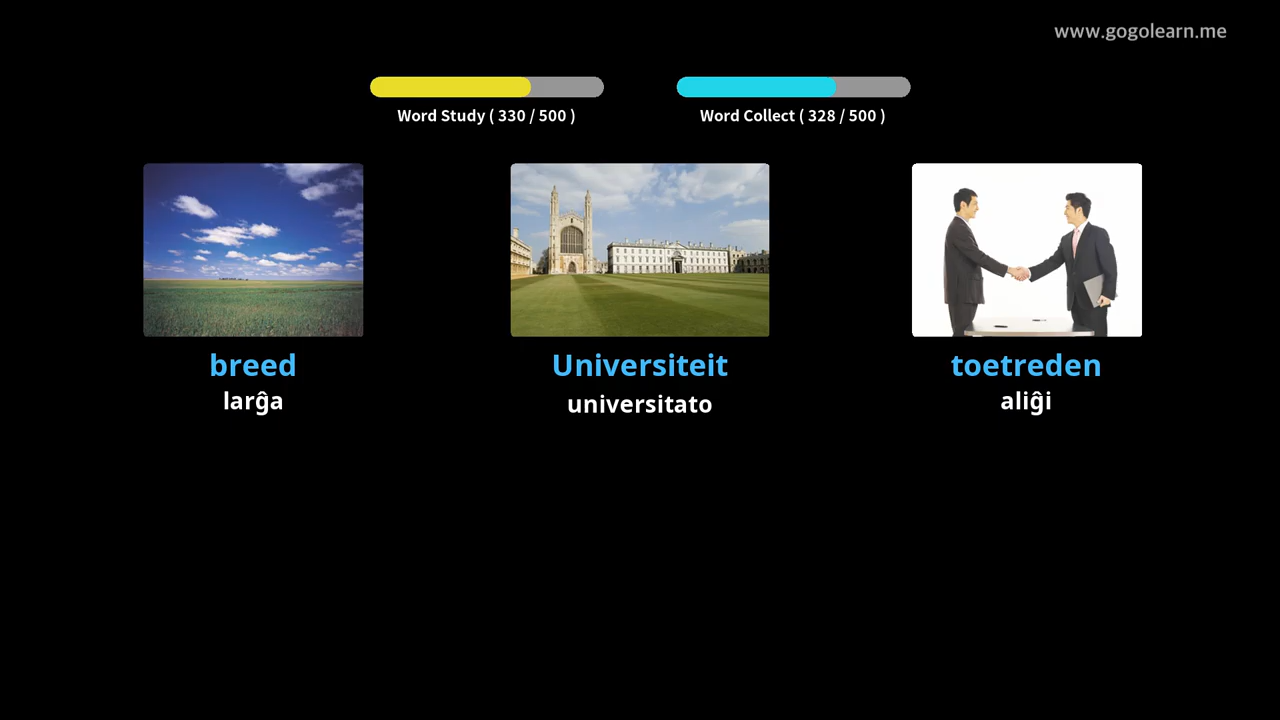 www.gogolearn.me
Word Study ( 330 / 500 )
Word Collect ( 328 / 500 )
breed
larĝa
Universiteit
universitato
toetreden
aliĝi